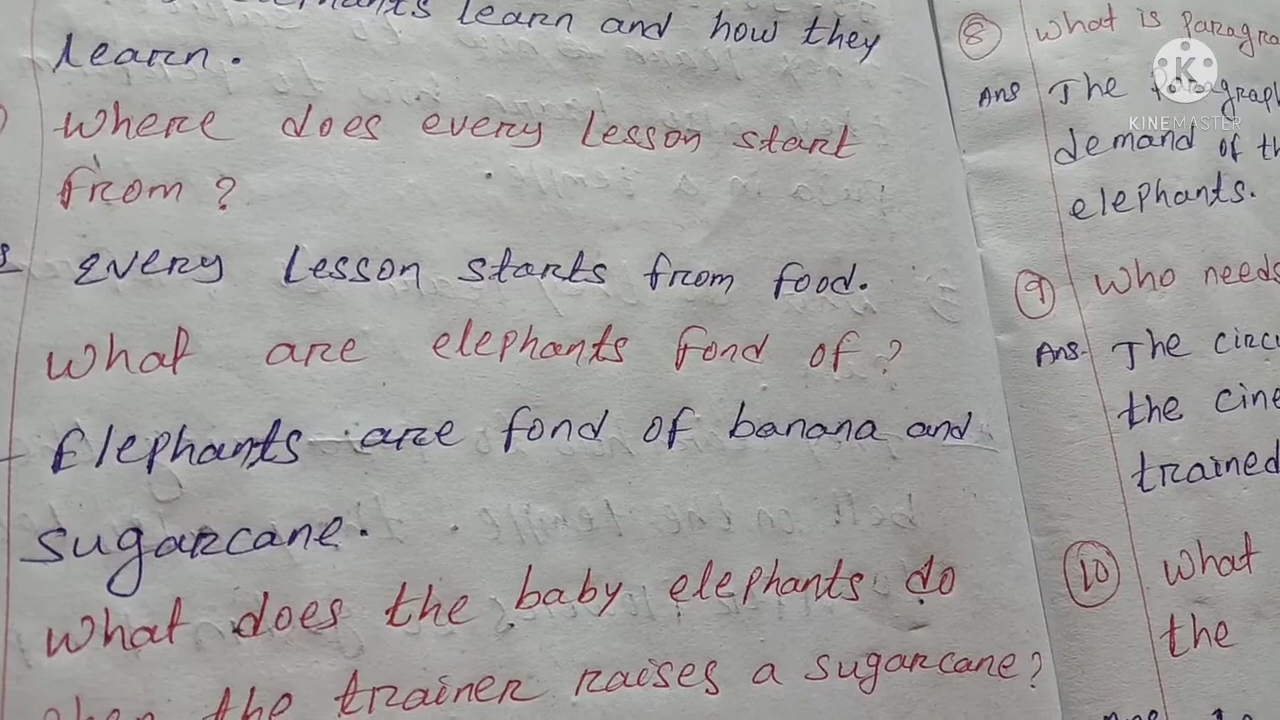 learn and how they
learn.
where does every lesson start
from?
Every lesson starts from food.
What are elephants fond of?
Elephants are fond of banana and
sugarcane.
What does the baby elephants do
the trainer raises a sugarcane?
8 What is
Ans The
demand of
elephants.
9 Who needs
Ans. The
the
trained
10 What
the
K
KINEMASTER